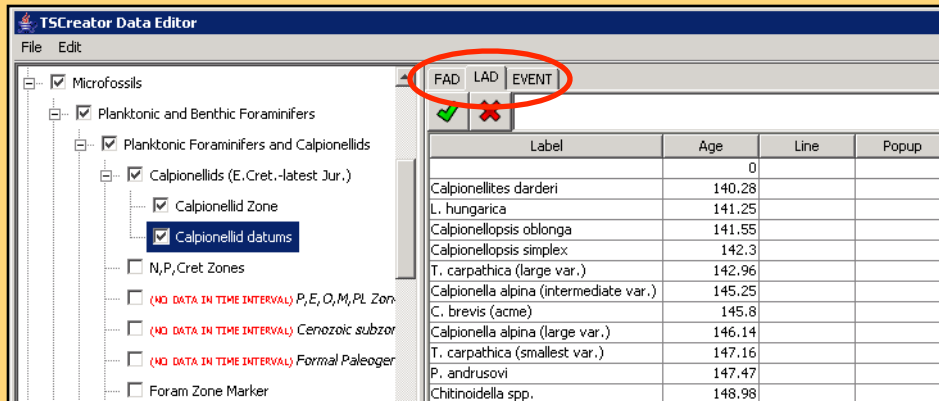 TSCreator Data Editor
File Edit
Microfossils
Planktonic and Benthic Foraminifers
Planktonic Foraminifers and Calpionellids
Calpionellids (E.Cret.-latest Jur.)
Calpionellid Zone
Calpionellid datums
N,P,Cret Zones
(NO DATA IN TIME INTERVAL) P,E,O,M,PL Zon
(NO DATA IN TIME INTERVAL) Cenozoic subzor
(NO DATA IN TIME INTERVAL) Formal Paleoger
Foram Zone Marker
FAD LAD EVENT
Label Age Line Popup
0
Calpionellites darderi 140.28
L. hungarica 141.25
Calpionellopsis oblonga 141.55
Calpionellopsis simplex 142.3
T. carpathica (large var.) 142.96
Calpionella alpina (intermediate var.) 145.25
C. brevis (acme) 145.8
Calpionella alpina (large var.) 146.14
T. carpathica (smallest var.) 147.16
P. andrusovi 147.47
Chitinoidella spp. 148.98